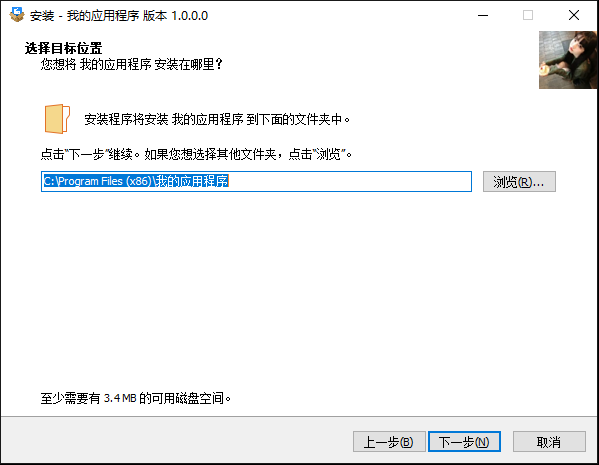 安装 - 我的应用程序 版本 1.0.0.0
选择目标位置
您想将 我的应用程序 安装在哪里？
安装程序将安装 我的应用程序 到下面的文件夹中。
点击“下一步”继续。如果您想选择其他文件夹，点击“浏览”。
C:\Program Files (x86)\我的应用程序
浏览(R)...
至少需要有 3.4 MB 的可用磁盘空间。
上一步(B) 下一步(N) 取消